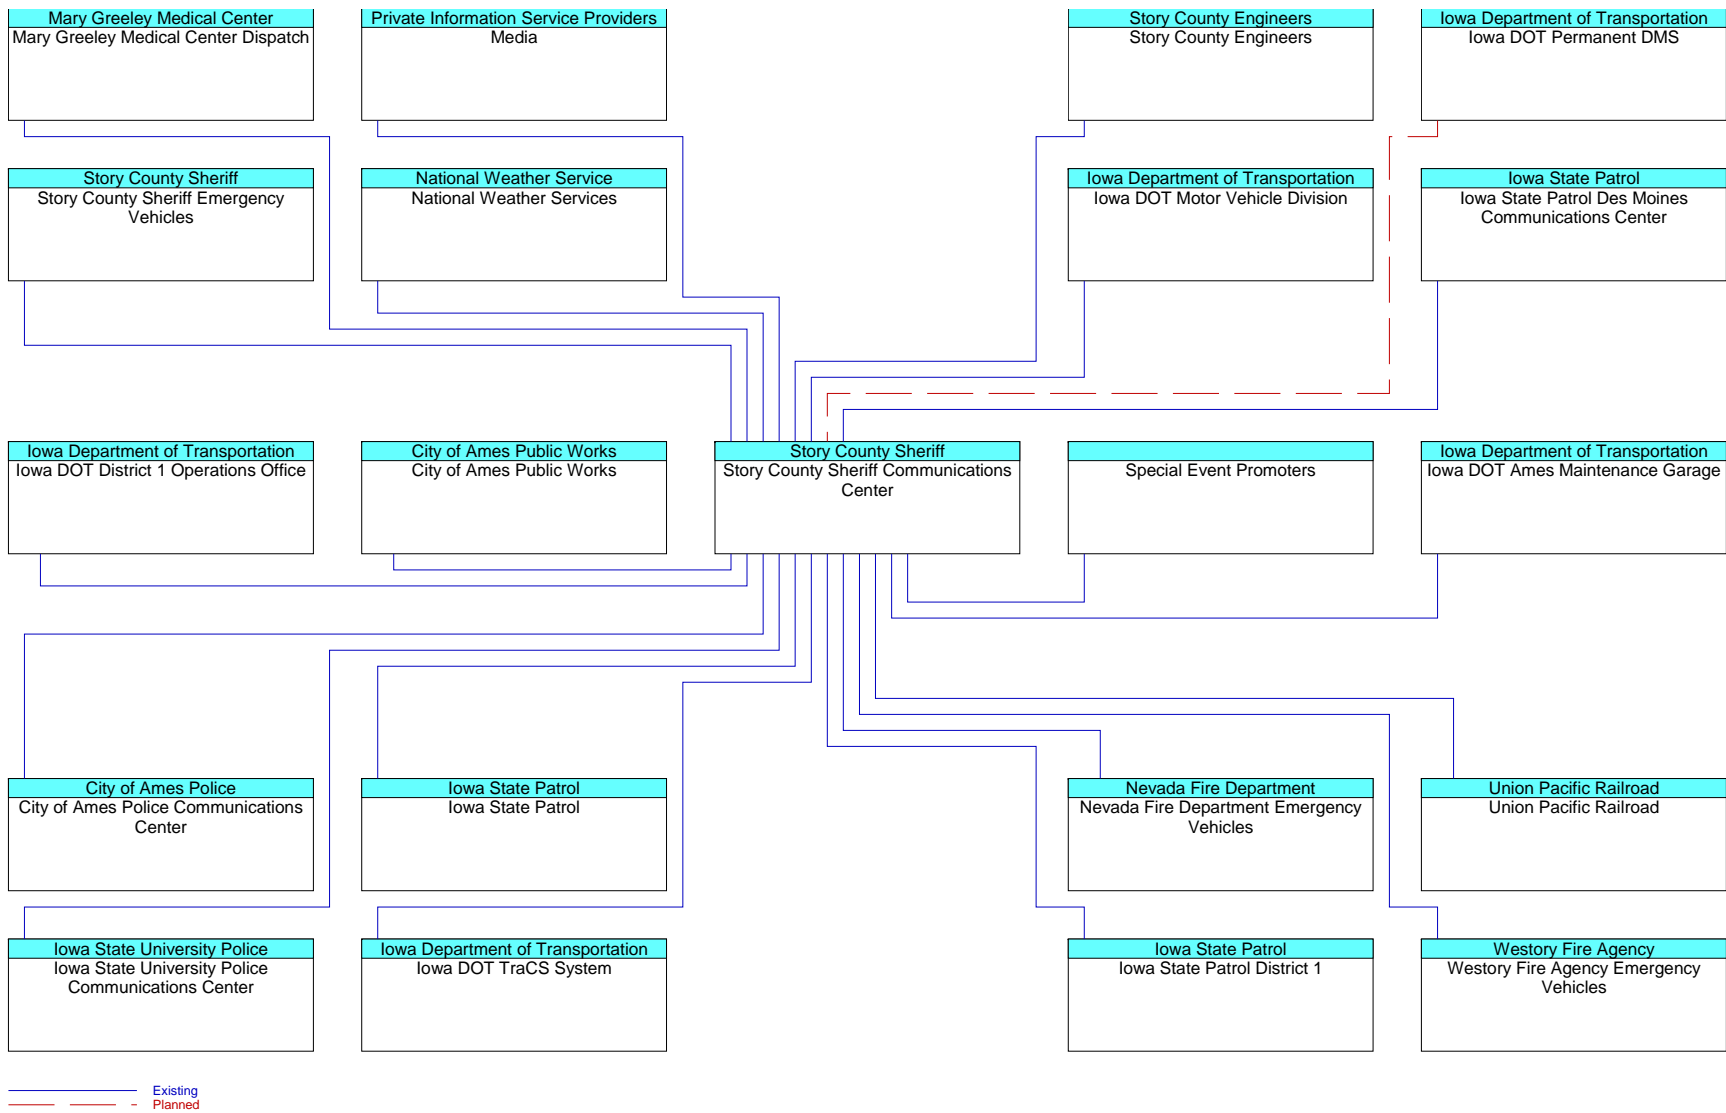 Mary Greeley Medical Center
Mary Greeley Medical Center Dispatch
Private Information Service Providers
Media
Story County Engineers
Story County Engineers
Iowa Department of Transportation
Iowa DOT Permanent DMS
Story County Sheriff
Story County Sheriff Emergency
Vehicles
National Weather Service
National Weather Services
Iowa Department of Transportation
Iowa DOT Motor Vehicle Division
Iowa State Patrol
Iowa State Patrol Des Moines
Communications Center
Iowa Department of Transportation
Iowa DOT District 1 Operations Office
City of Ames Public Works
City of Ames Public Works
Story County Sheriff
Story County Sheriff Communications
Center
Special Event Promoters
Iowa Department of Transportation
Iowa DOT Ames Maintenance Garage
City of Ames Police
City of Ames Police Communications
Center
Iowa State Patrol
Iowa State Patrol
Nevada Fire Department
Nevada Fire Department Emergency
Vehicles
Union Pacific Railroad
Union Pacific Railroad
Iowa State University Police
Iowa State University Police
Communications Center
Iowa Department of Transportation
Iowa DOT TraCS System
Iowa State Patrol
Iowa State Patrol District 1
Westory Fire Agency
Westory Fire Agency Emergency
Vehicles
Existing
Planned